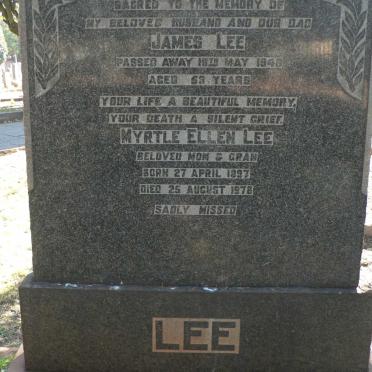 SACRED TO THE MEMORY OF
MY BELOVED HUSBAND AND OUR DAD
JAMES LEE
PASSED AWAY MAY
AGED 63 YEARS
YOUR LIFE A BEAUTIFUL MEMORY,
YOUR DEATH A SILENT GRIEF.
MYRTLE ELLEN LEE
BELOVED MOM & GRAN
BORN 27 APRIL 1897
DIED 25 AUGUST 1978
SADLY MISSED
LEE